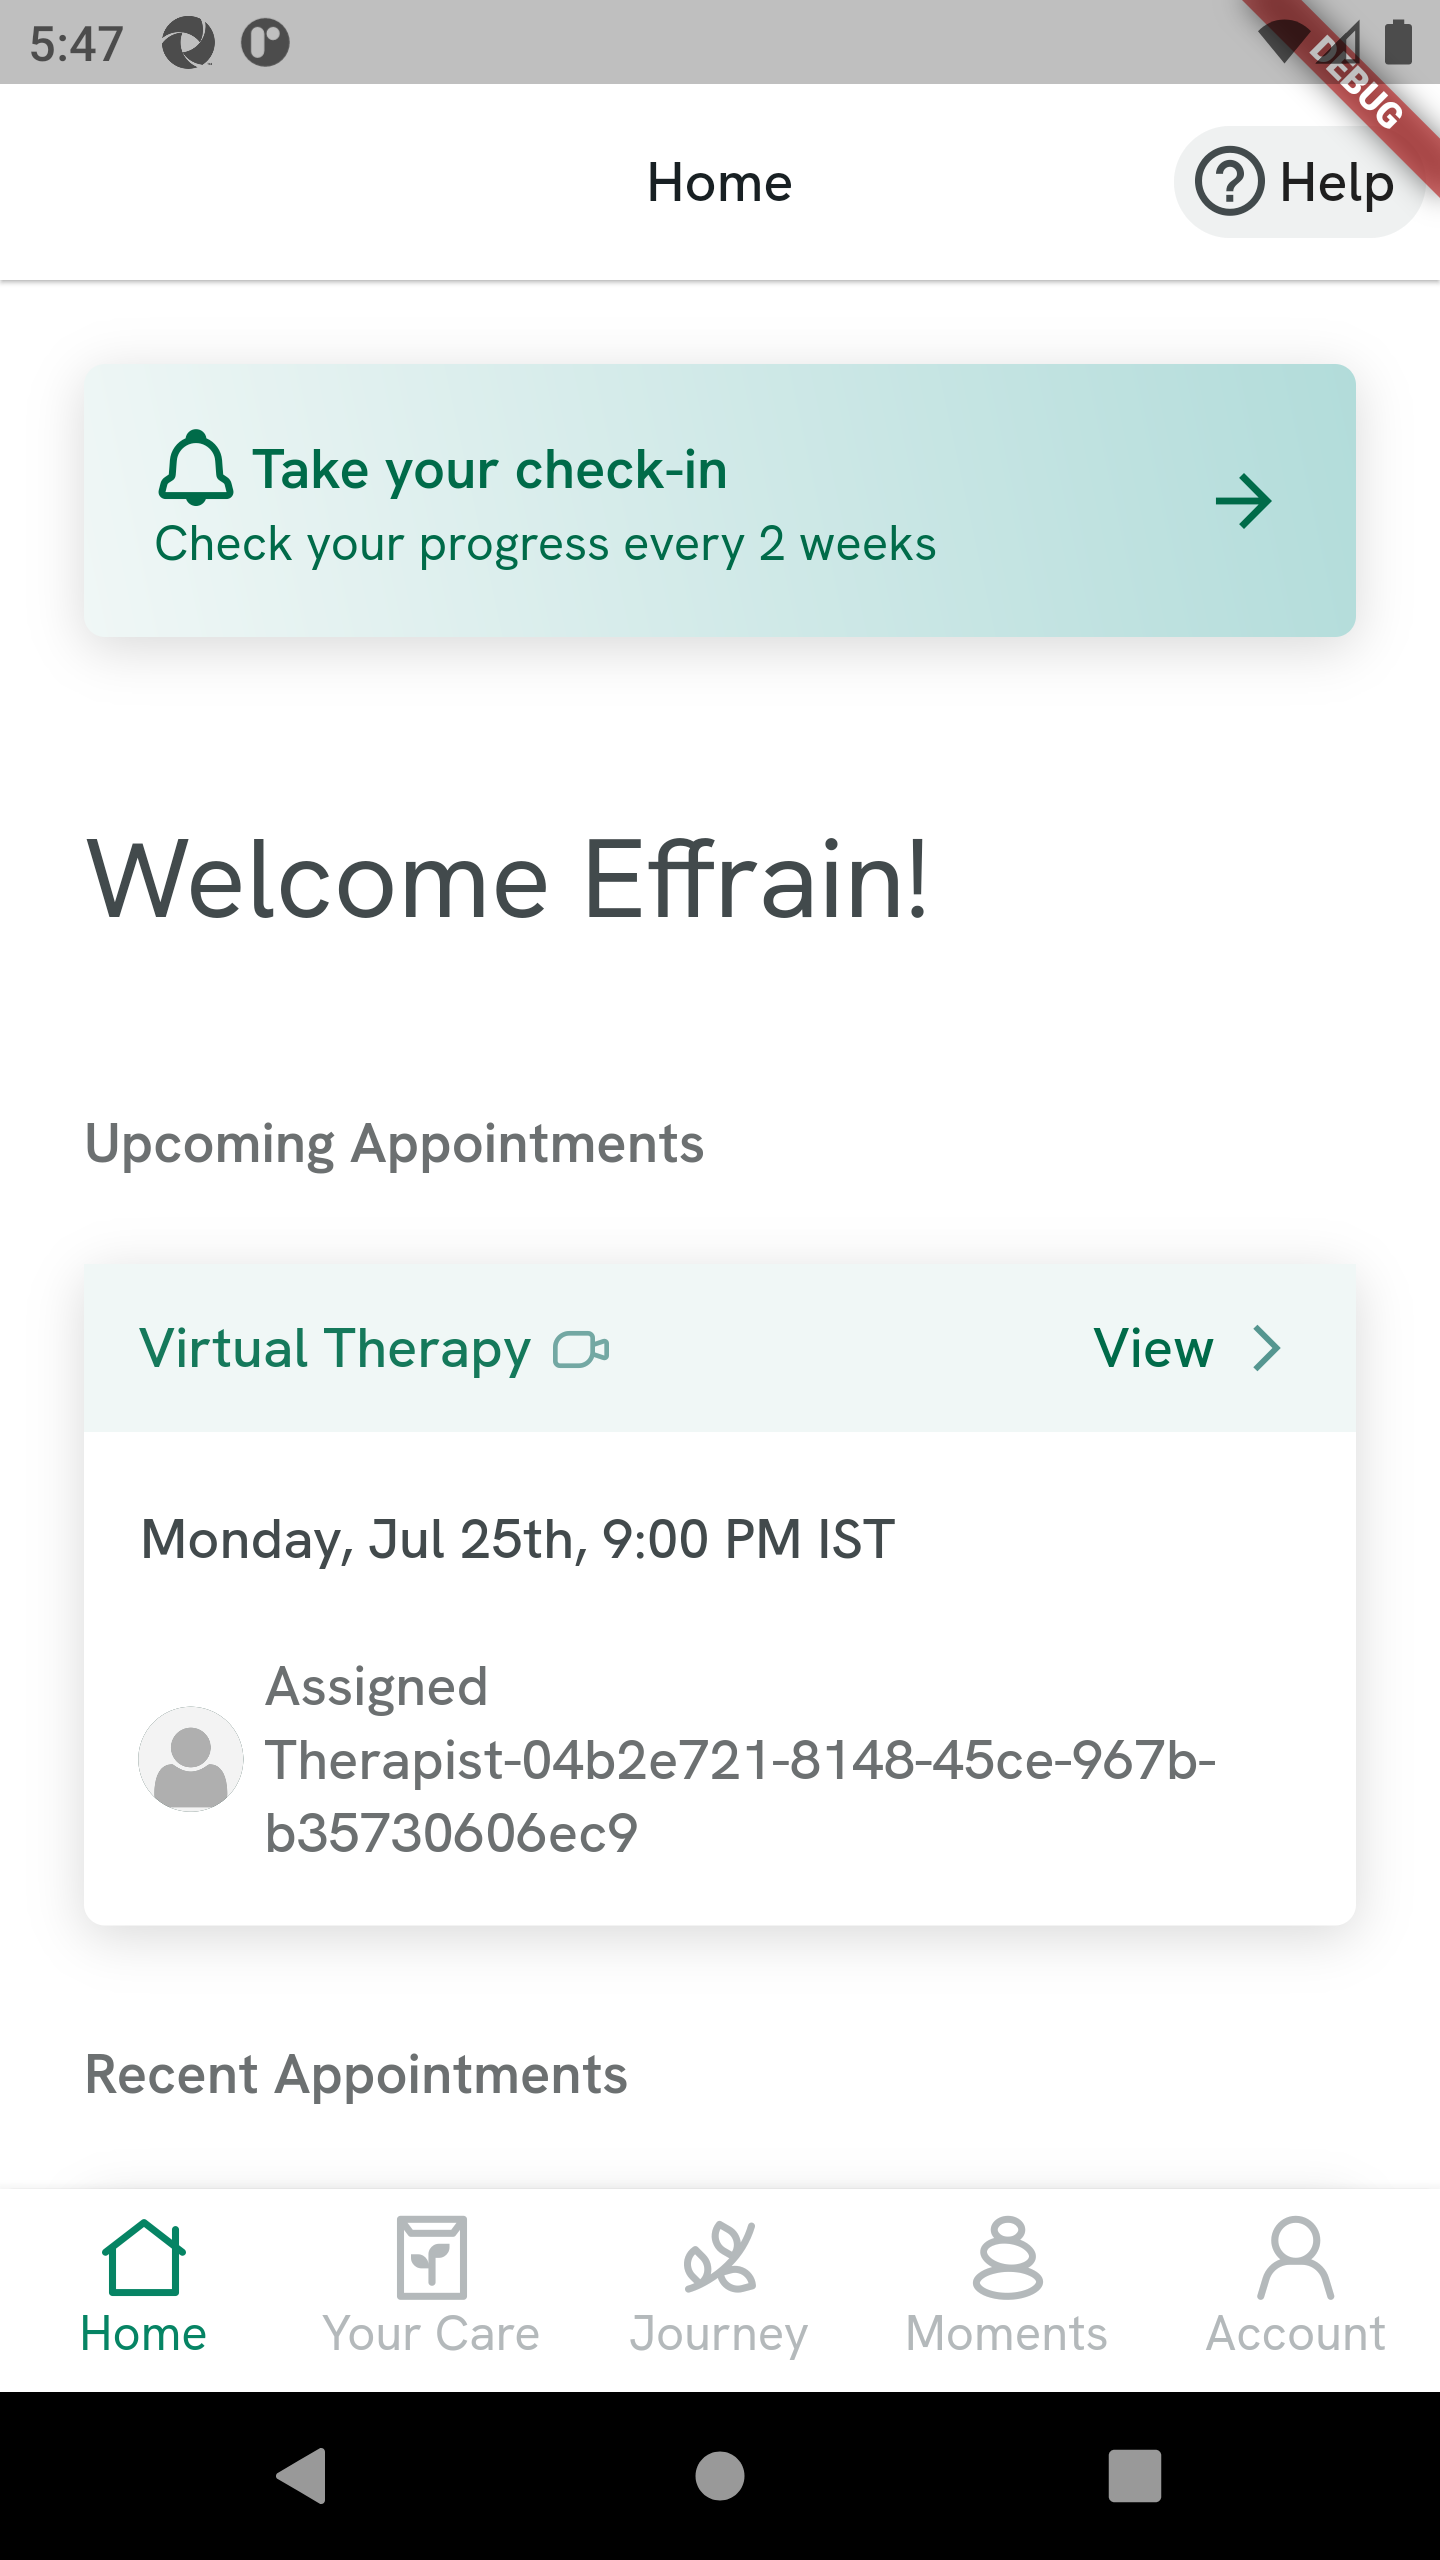 5:47
DEBUG
Home
Help
Take your check-in
Check your progress every 2 weeks
Welcome Effrain!
Upcoming Appointments
Virtual Therapy
View
Monday, Jul 25th, 9:00 PM IST
Assigned
Therapist-04b2e721-8148-45ce-967b-
b35730606ec9
Recent Appointments
Home
Your Care
Journey
Moments
Account